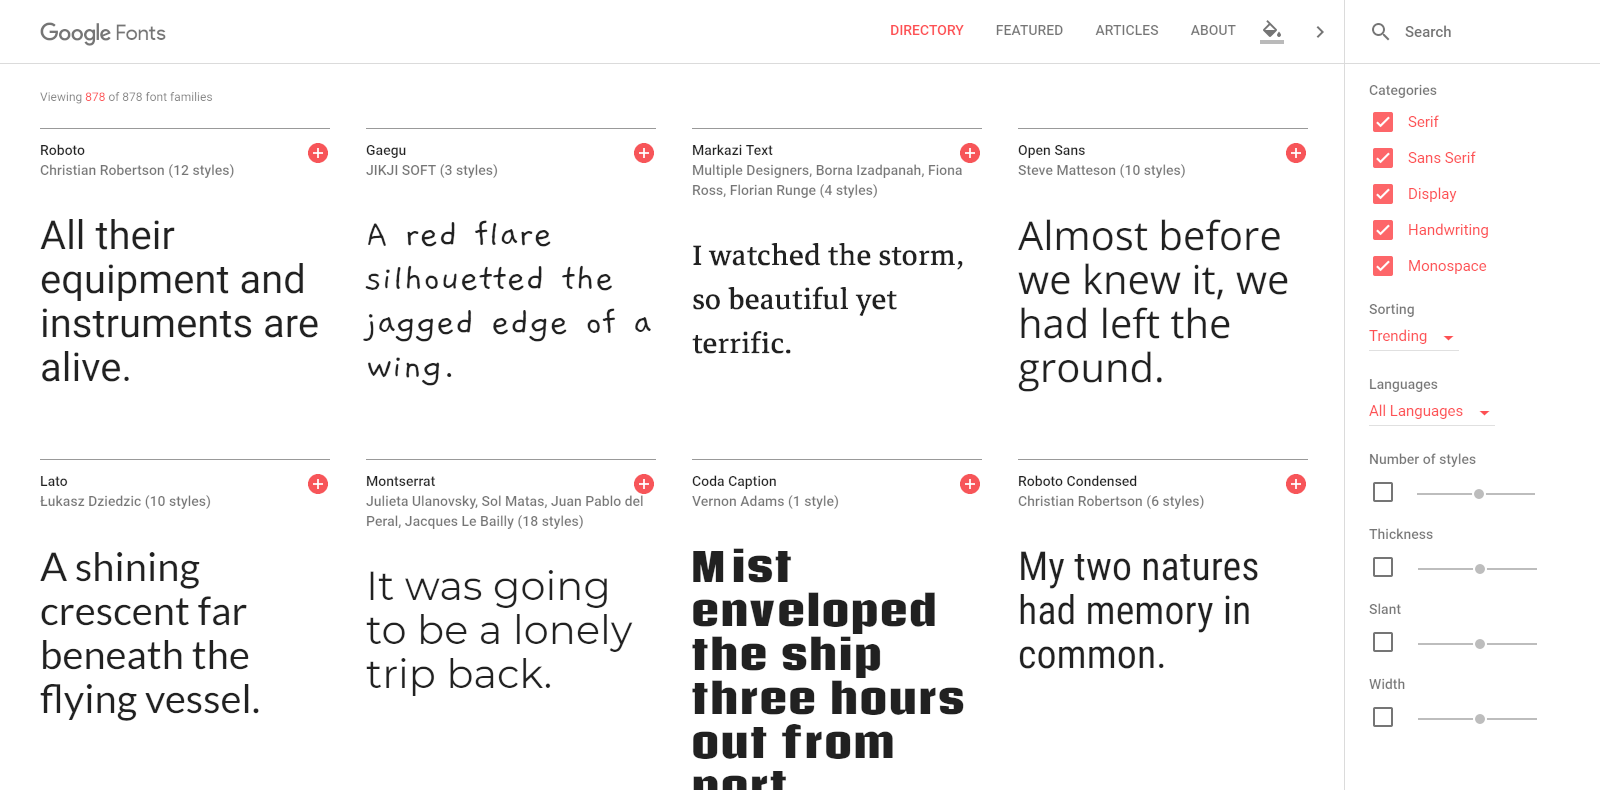 Google Fonts
DIRECTORY
FEATURED
ARTICLES
ABOUT
Search
Viewing 878 of 878 font families
Roboto
Christian Robertson (12 styles)
All their
equipment and
instruments are
alive.
Gaegu
JIKJI SOFT (3 styles)
A red flare
silhouetted the
jagged edge of a
wing.
Markazi Text
Multiple Designers, Borna Izadpanah, Fiona
Ross, Florian Runge (4 styles)
I watched the storm,
so beautiful yet
terrific.
Open Sans
Steve Matteson (10 styles)
Almost before
we knew it, we
had left the
ground.
Lato
Łukasz Dziedzic (10 styles)
A shining
crescent far
beneath the
flying vessel.
Montserrat
Julieta Ulanovsky, Sol Matas, Juan Pablo del
Peral, Jacques Le Bailly (18 styles)
It was going
to be a lonely
trip back.
Coda Caption
Vernon Adams (1 style)
Mist
enveloped
the ship
three hours
out from
port
Roboto Condensed
Christian Robertson (6 styles)
My two natures
had memory in
common.
Categories
Serif
Sans Serif
Display
Handwriting
Monospace
Sorting
Trending
Languages
All Languages
Number of styles
Thickness
Slant
Width